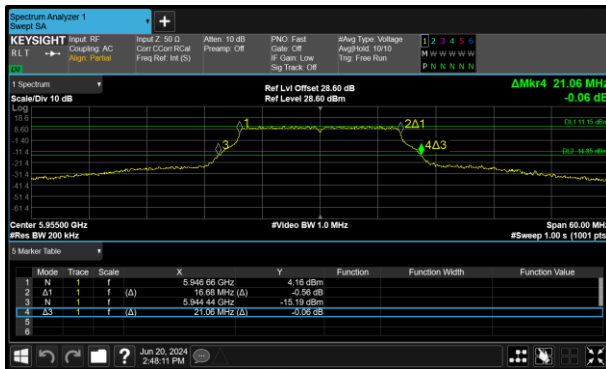 Spectrum Analyzer 1
Swept SA
KEYSIGHT Input: RF Input Z: 50 Ω Atten: 10 dB PNO: Fast #Avg Type: Voltage 1 2 3 4 5 6
R L T Coupling: AC Corr CCorr RCal Preamp: Off Gate: Off Avg|Hold: 10/10 M W W W W W
Align: Partial Freq Ref: Int (S) IF Gain: Low Trig: Free Run
Sig Track: Off P N N N N N
1 Spectrum Ref Lvl Offset 28.60 dB ΔMkr4 21.06 MHz
Scale/Div 10 dB Ref Level 28.60 dBm -0.06 dB
Log
18.6
8.60 1 2Δ1 DL1 11.15 dBm
-1.40
-11.4 3 4Δ3 DL2 -14.85 dBm
-21.4
-31.4
-41.4
-51.4
-61.4
Center 5.95500 GHz #Video BW 1.0 MHz Span 60.00 MHz
#Res BW 200 kHz #Sweep 1.00 s (1001 pts)
5 Marker Table
Mode Trace Scale X Y Function Function Width Function Value
1 N 1 f 5.946 66 GHz 4.16 dBm
2 Δ1 1 f (Δ) 16.68 MHz (Δ) -0.56 dB
3 N 1 f 5.944 44 GHz -15.19 dBm
4 Δ3 1 f (Δ) 21.06 MHz (Δ) -0.06 dB
5
6
? Jun 20, 2024
2:48:11 PM